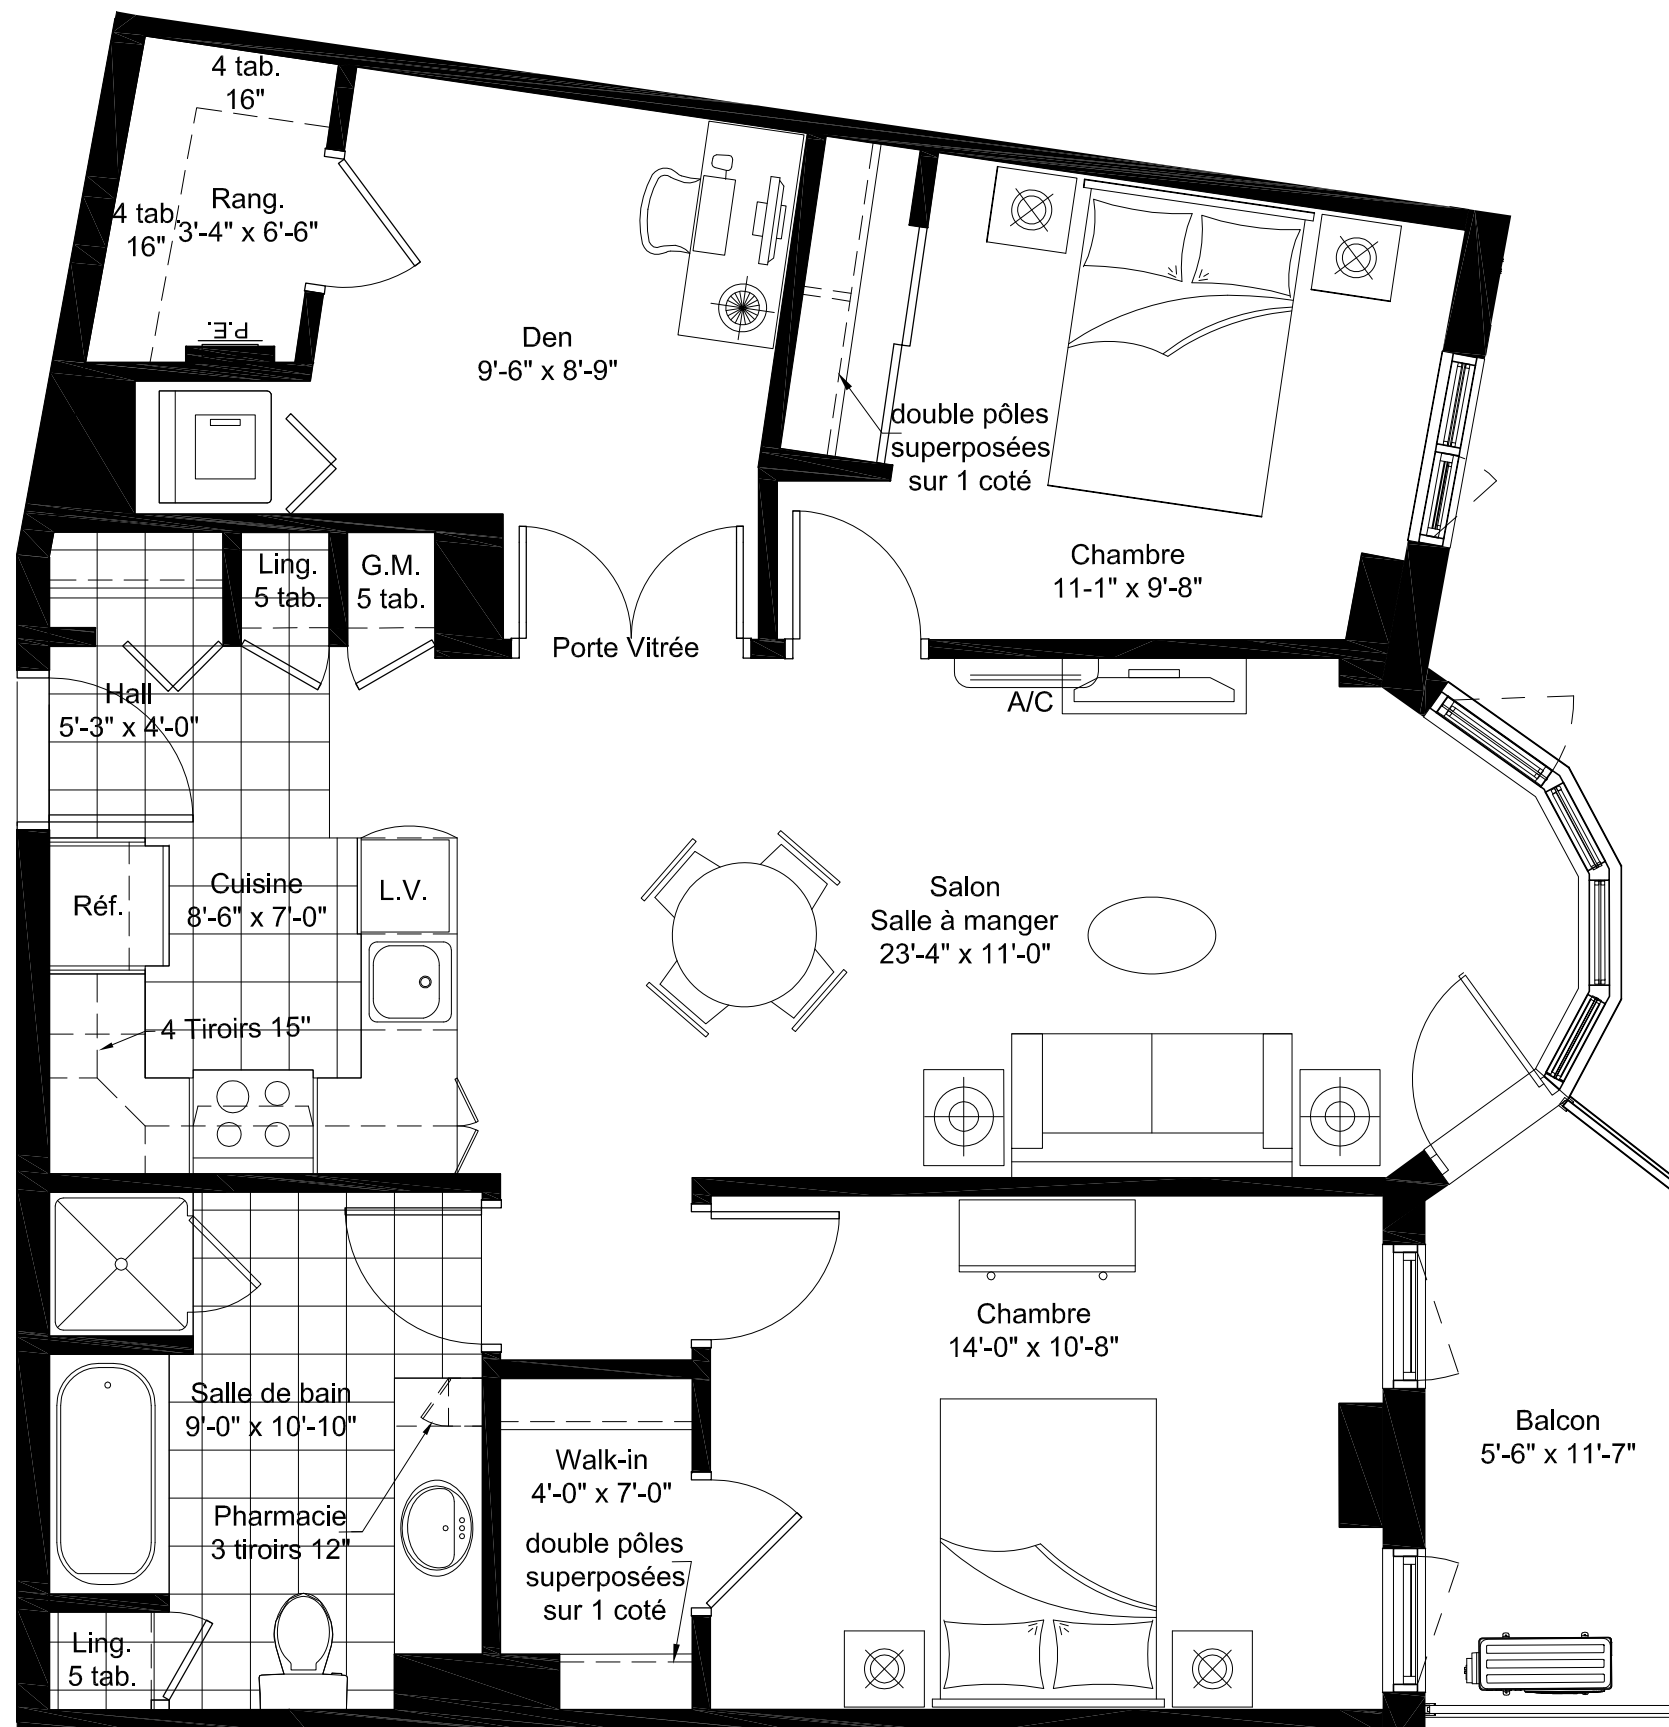 4 tab.
16"
Rang.
3'-4" x 6'-6"
4 tab.
16"
P.E.
Den
9'-6" x 8'-9"
double pôles
superposées
sur 1 coté
Chambre
11-1" x 9'-8"
Ling.
5 tab.
G.M.
5 tab.
Porte Vitrée
Hall
5'-3" x 4'-0"
A/C
Réf.
Cuisine
8'-6" x 7'-0"
L.V.
Salon
Salle à manger
23'-4" x 11'-0"
4 Tiroirs 15"
Chambre
14'-0" x 10'-8"
Salle de bain
9'-0" x 10'-10"
Balcon
5'-6" x 11'-7"
Walk-in
4'-0" x 7'-0"
Pharmacie
3 tiroirs 12"
double pôles
superposées
sur 1 coté
Ling.
5 tab.